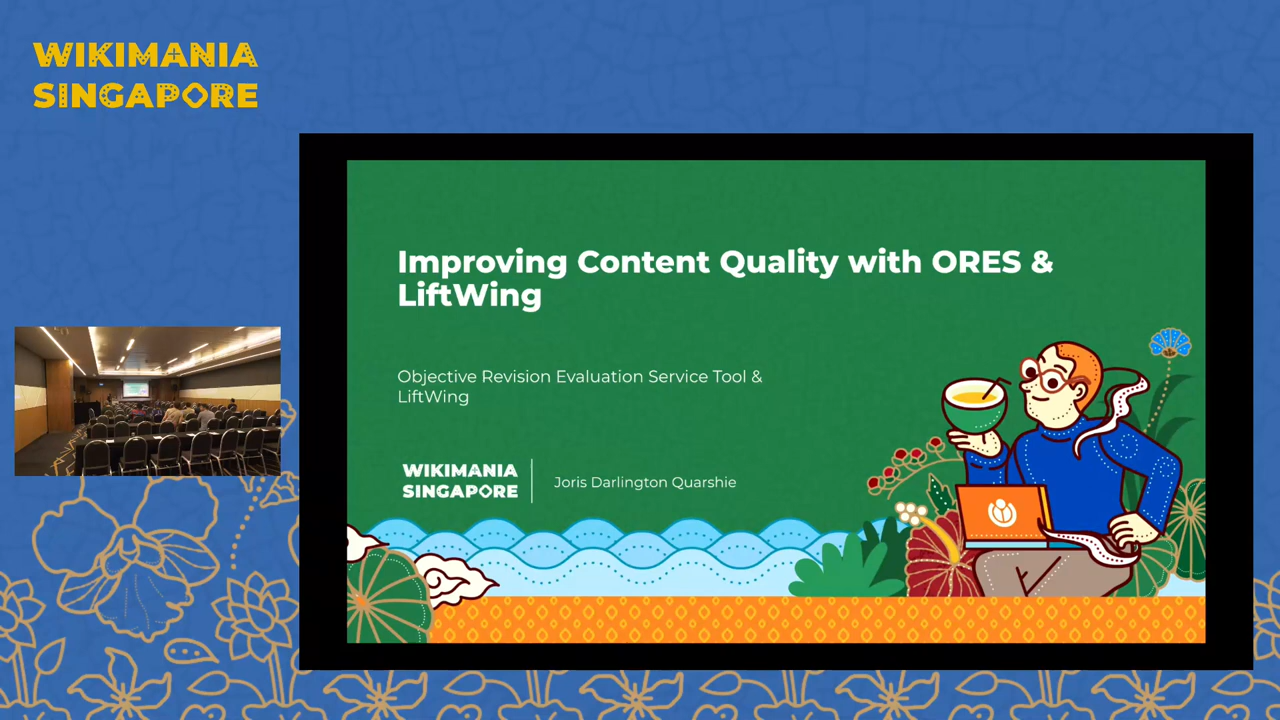 WIKIMANIA
SINGAPORE
Improving Content Quality with ORES &
LiftWing
Objective Revision Evaluation Service Tool &
LiftWing
WIKIMANIA
SINGAPORE
Joris Darlington Quarshie